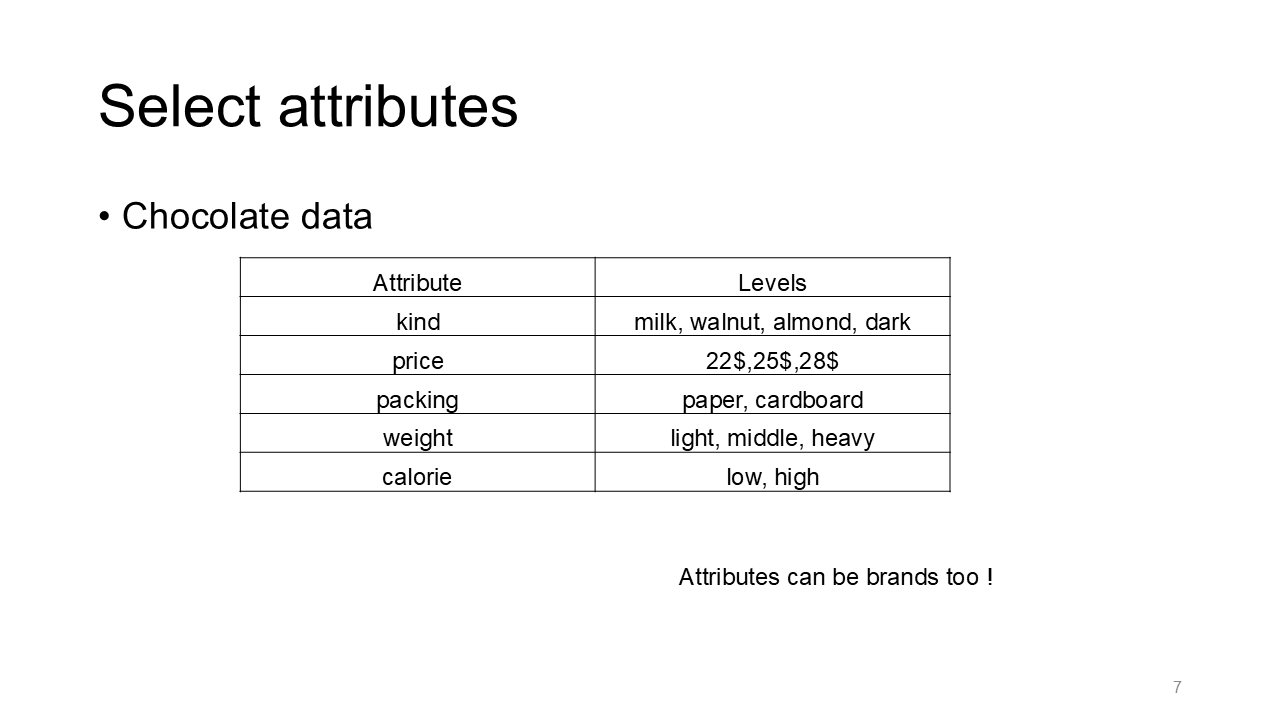 Select attributes
• Chocolate data
Attribute Levels
kind milk, walnut, almond, dark
price 22$,25$,28$
packing paper, cardboard
weight light, middle, heavy
calorie low, high
Attributes can be brands too !
7